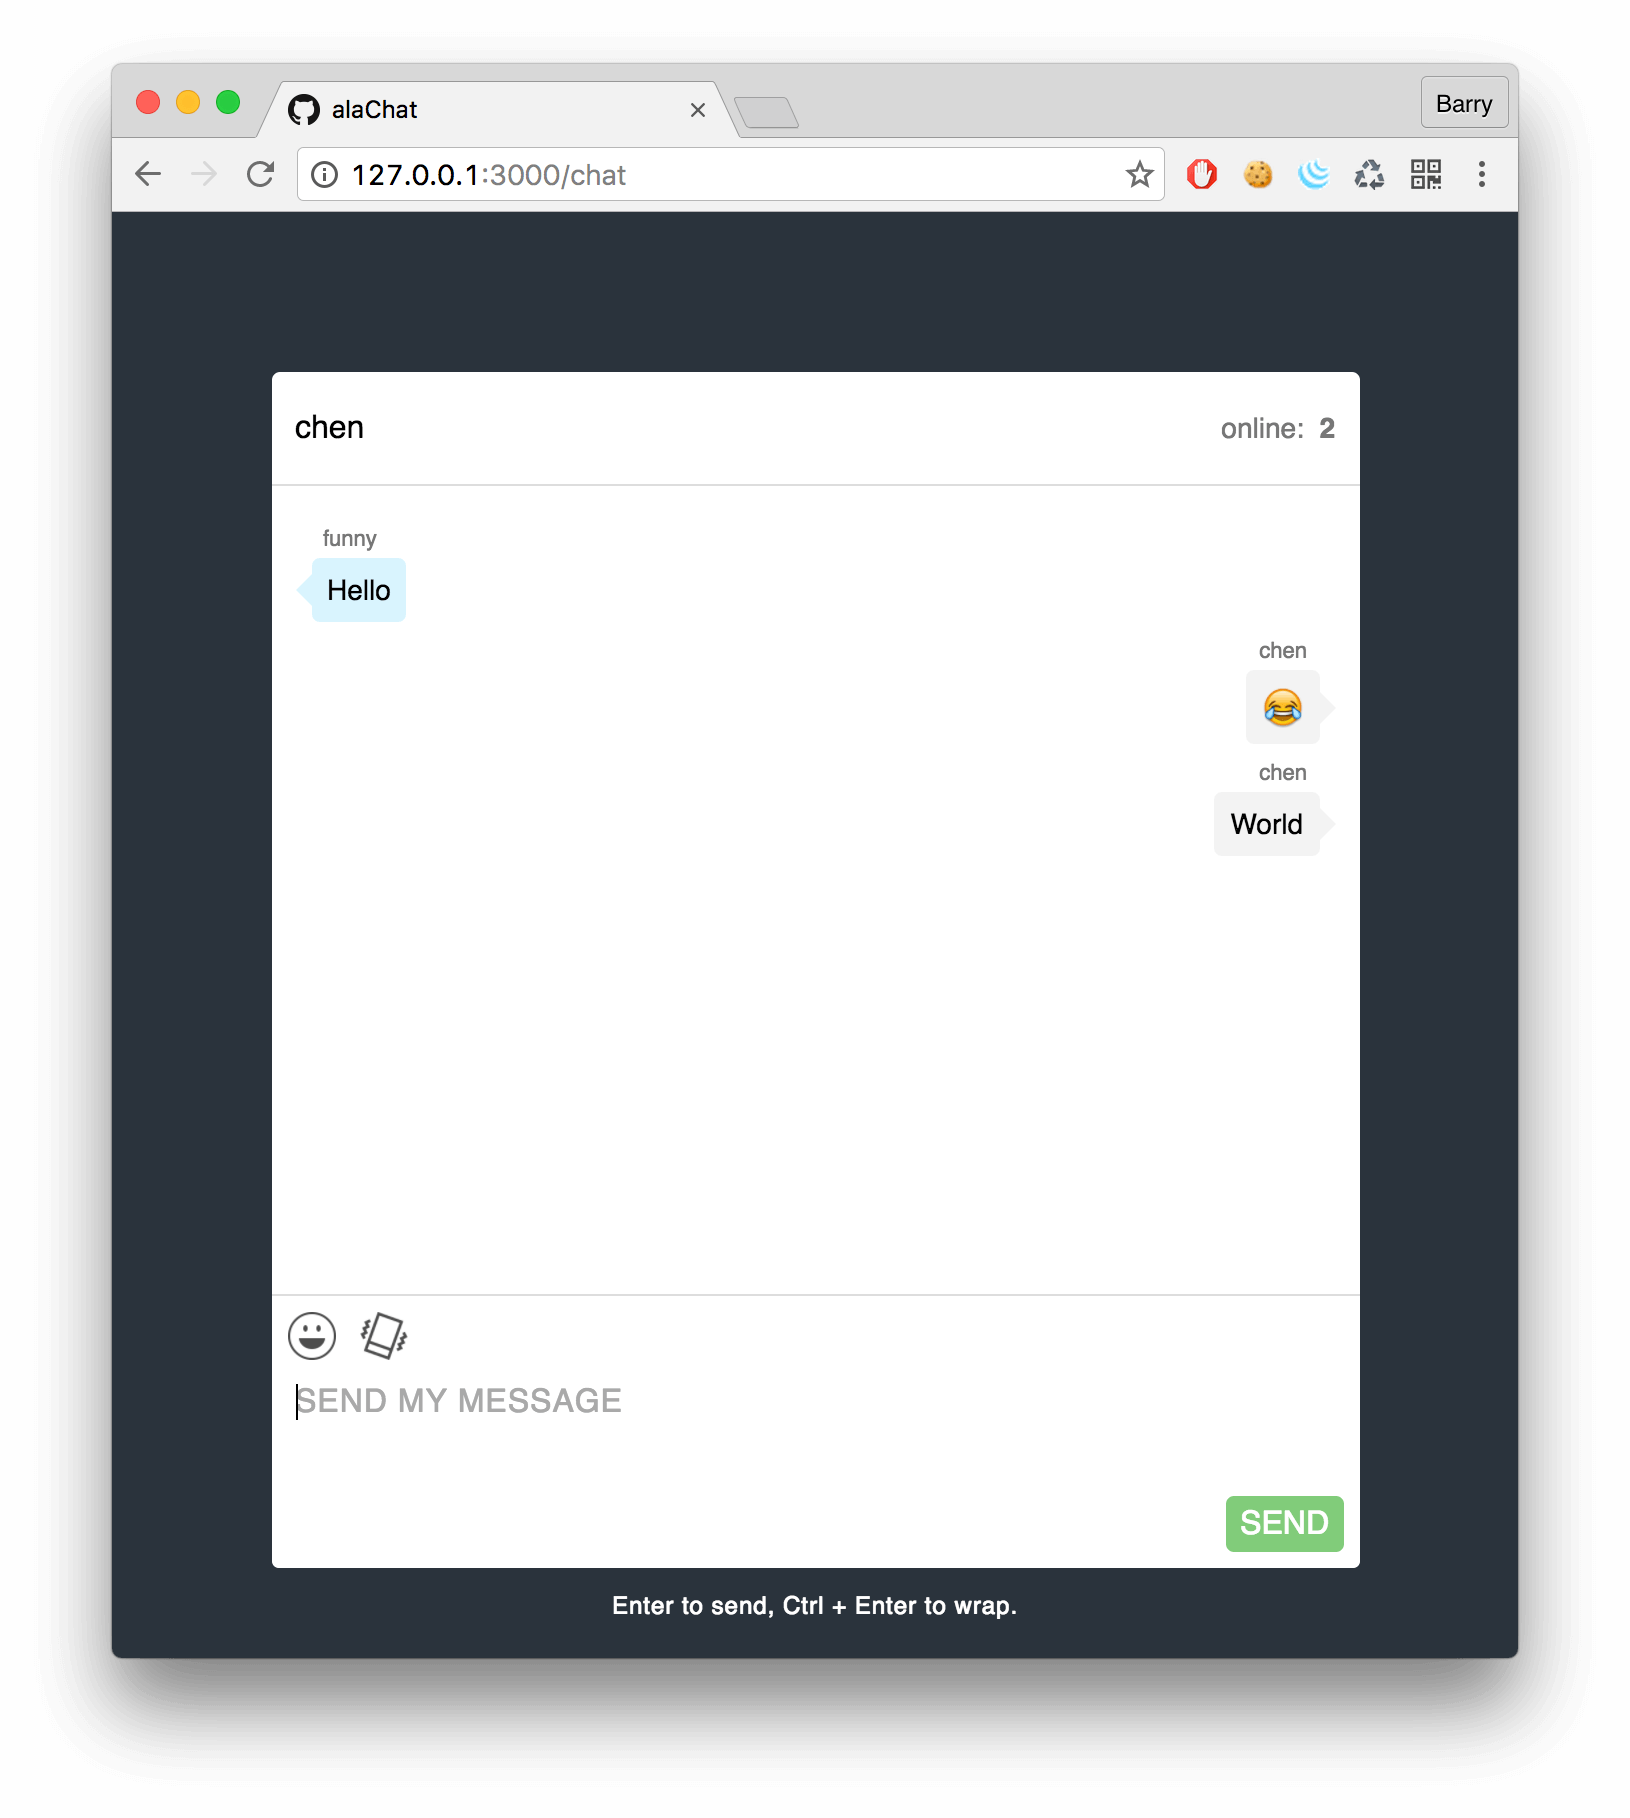 alaChat
Barry
127.0.0.1:3000/chat
chen
online: 2
funny
Hello
chen
😂
chen
World
SEND MY MESSAGE
SEND
Enter to send, Ctrl + Enter to wrap.